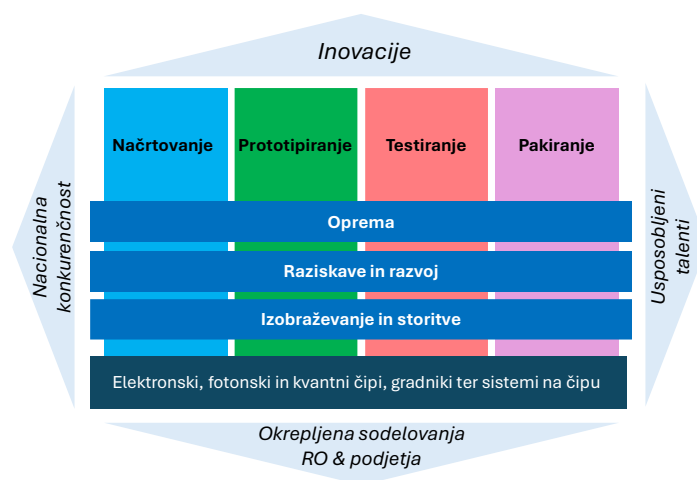 Inovacije
Načrtovanje
Prototipiranje
Testiranje
Pakiranje
Nacionalna
konkurenčnost
Usposobljeni
talenti
Oprema
Raziskave in razvoj
Izobraževanje in storitve
Elektronski, fotonski in kvantni čipi, gradniki ter sistemi na čipu
Okrepljena sodelovanja
RO & podjetja